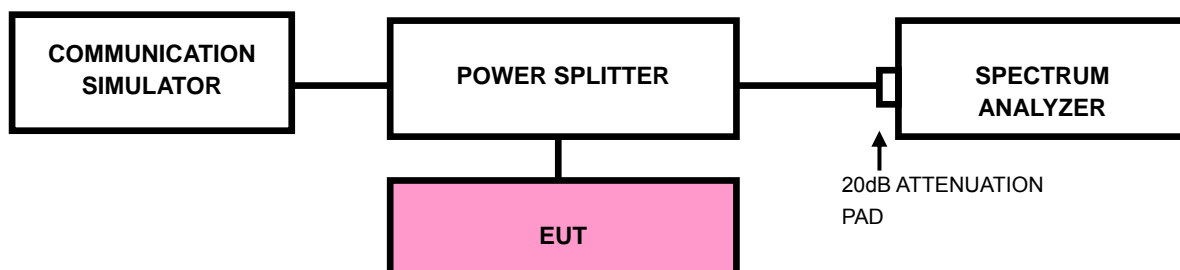 COMMUNICATION
SIMULATOR
POWER SPLITTER
SPECTRUM
ANALYZER
20dB ATTENUATION
PAD
EUT